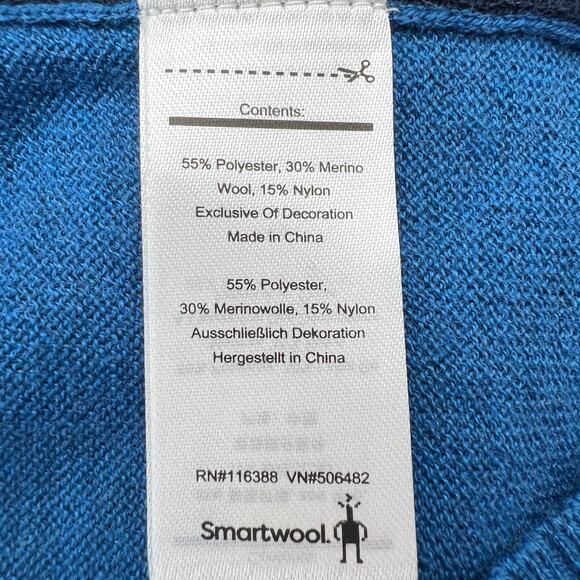 Contents:
55% Polyester, 30% Merino
Wool, 15% Nylon
Exclusive Of Decoration
Made in China
55% Polyester,
30% Merinowolle, 15% Nylon
Ausschließlich Dekoration
Hergestellt in China
RN#116388 VN#506482
Smartwool.